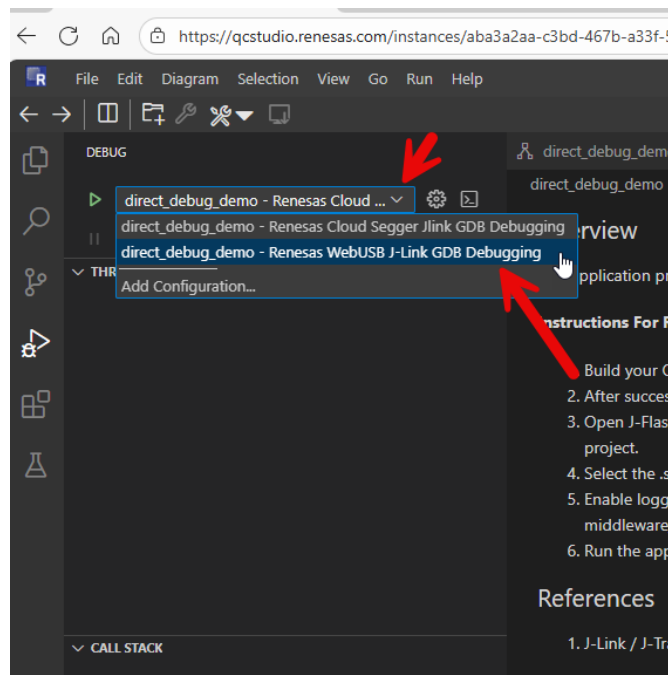 https://qcstudio.renesas.com/instances/aba3a2aa-c3bd-467b-a33f-
R File Edit Diagram Selection View Go Run Help
DEBUG
direct_debug_demo - Renesas Cloud ...
direct_debug_demo - Renesas Cloud Segger Jlink GDB Debugging
direct_debug_demo - Renesas WebUSB J-Link GDB Debugging
Add Configuration...
THR
CALL STACK
direct_debug_dem
direct_debug_demo
rview
pplication pr
nstructions For F
Build your C
2. After succes
3. Open J-Flas
project.
4. Select the .s
5. Enable logg
middleware
6. Run the app
References
1. J-Link / J-Tr